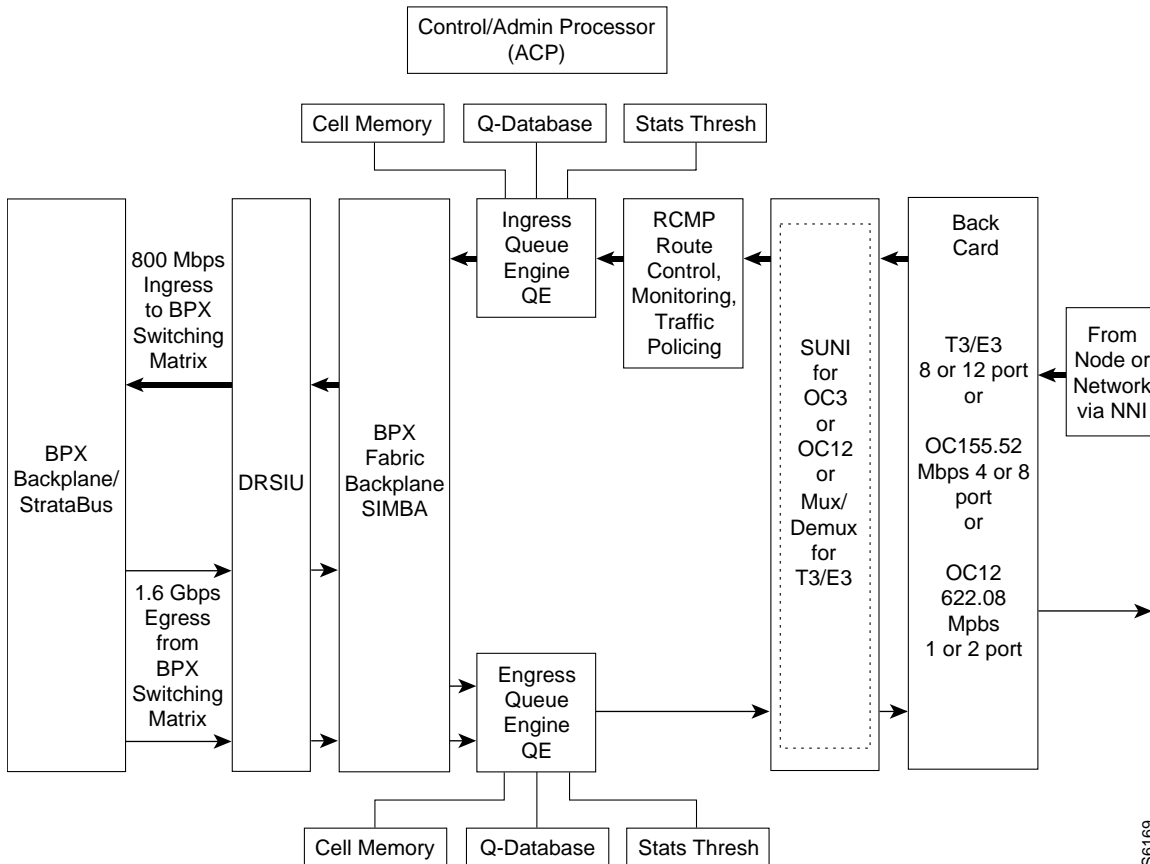 Control/Admin Processor
(ACP)
Cell Memory
Q-Database
Stats Thresh
BPX
Backplane/
StrataBus
800 Mbps
Ingress
to BPX
Switching
Matrix
1.6 Gbps
Egress
from
BPX
Switching
Matrix
DRSIU
BPX
Fabric
Backplane
SIMBA
Ingress
Queue
Engine
QE
RCMP
Route
Control,
Monitoring,
Traffic
Policing
SUNI
for
OC3
or
OC12
or
Mux/
Demux
for
T3/E3
Back
Card
T3/E3
8 or 12 port
or
OC155.52
Mbps 4 or 8
port
or
OC12
622.08
Mpbs
1 or 2 port
From
Node or
Network
via NNI
Engress
Queue
Engine
QE
Cell Memory
Q-Database
Stats Thresh
S6169